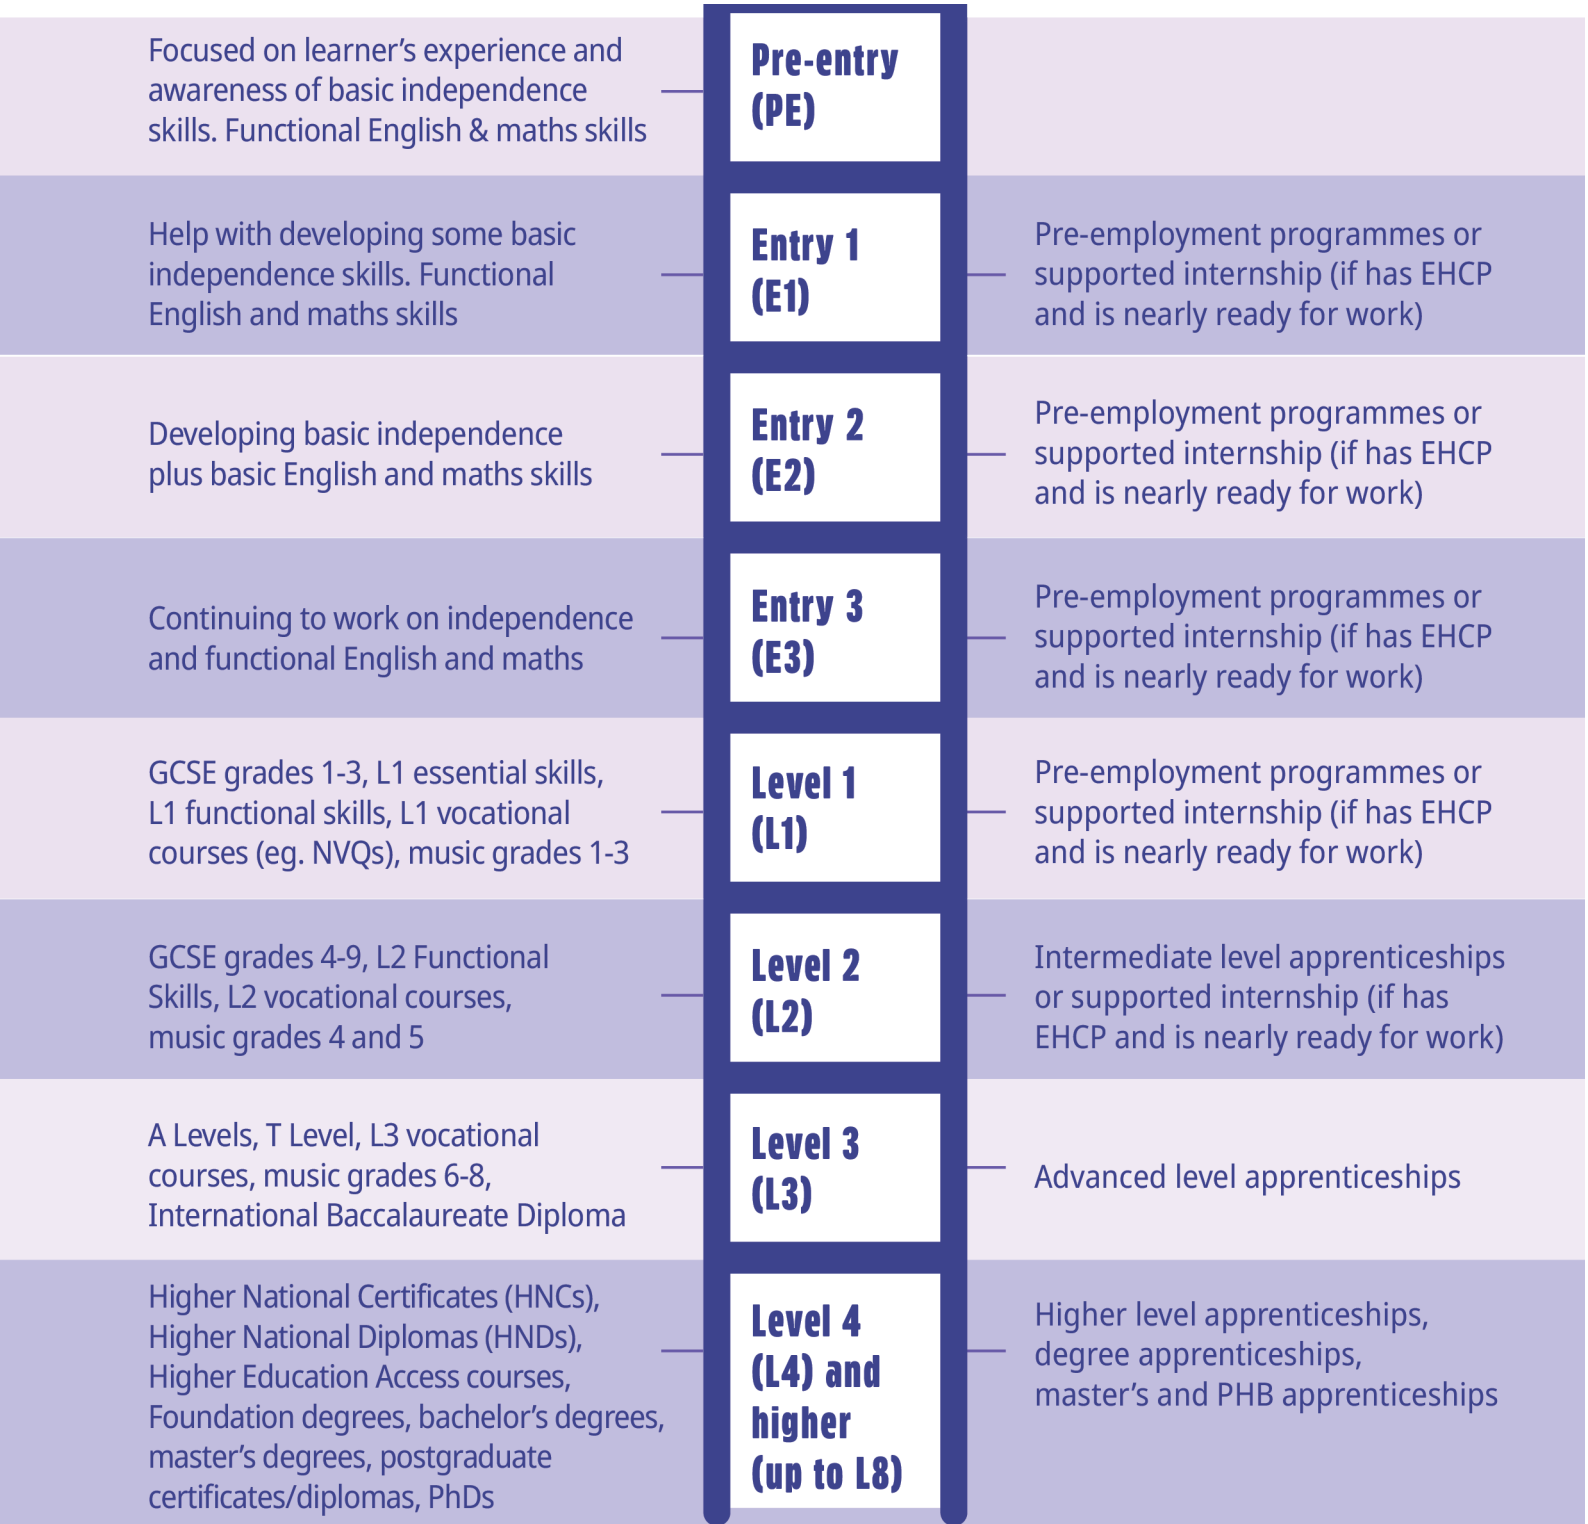 Focused on learner’s experience and
awareness of basic independence
skills. Functional English & maths skills
Pre-entry
(PE)
Help with developing some basic
independence skills. Functional
English and maths skills
Entry 1
(E1)
Pre-employment programmes or
supported internship (if has EHCP
and is nearly ready for work)
Developing basic independence
plus basic English and maths skills
Entry 2
(E2)
Pre-employment programmes or
supported internship (if has EHCP
and is nearly ready for work)
Continuing to work on independence
and functional English and maths
Entry 3
(E3)
Pre-employment programmes or
supported internship (if has EHCP
and is nearly ready for work)
GCSE grades 1-3, L1 essential skills,
L1 functional skills, L1 vocational
courses (eg. NVQs), music grades 1-3
Level 1
(L1)
Pre-employment programmes or
supported internship (if has EHCP
and is nearly ready for work)
GCSE grades 4-9, L2 Functional
Skills, L2 vocational courses,
music grades 4 and 5
Level 2
(L2)
Intermediate level apprenticeships
or supported internship (if has
EHCP and is nearly ready for work)
A Levels, T Level, L3 vocational
courses, music grades 6-8,
International Baccalaureate Diploma
Level 3
(L3)
Advanced level apprenticeships
Higher National Certificates (HNCs),
Higher National Diplomas (HNDs),
Higher Education Access courses,
Foundation degrees, bachelor’s degrees,
master’s degrees, postgraduate
certificates/diplomas, PhDs
Level 4
(L4) and
higher
(up to L8)
Higher level apprenticeships,
degree apprenticeships,
master’s and PHB apprenticeships